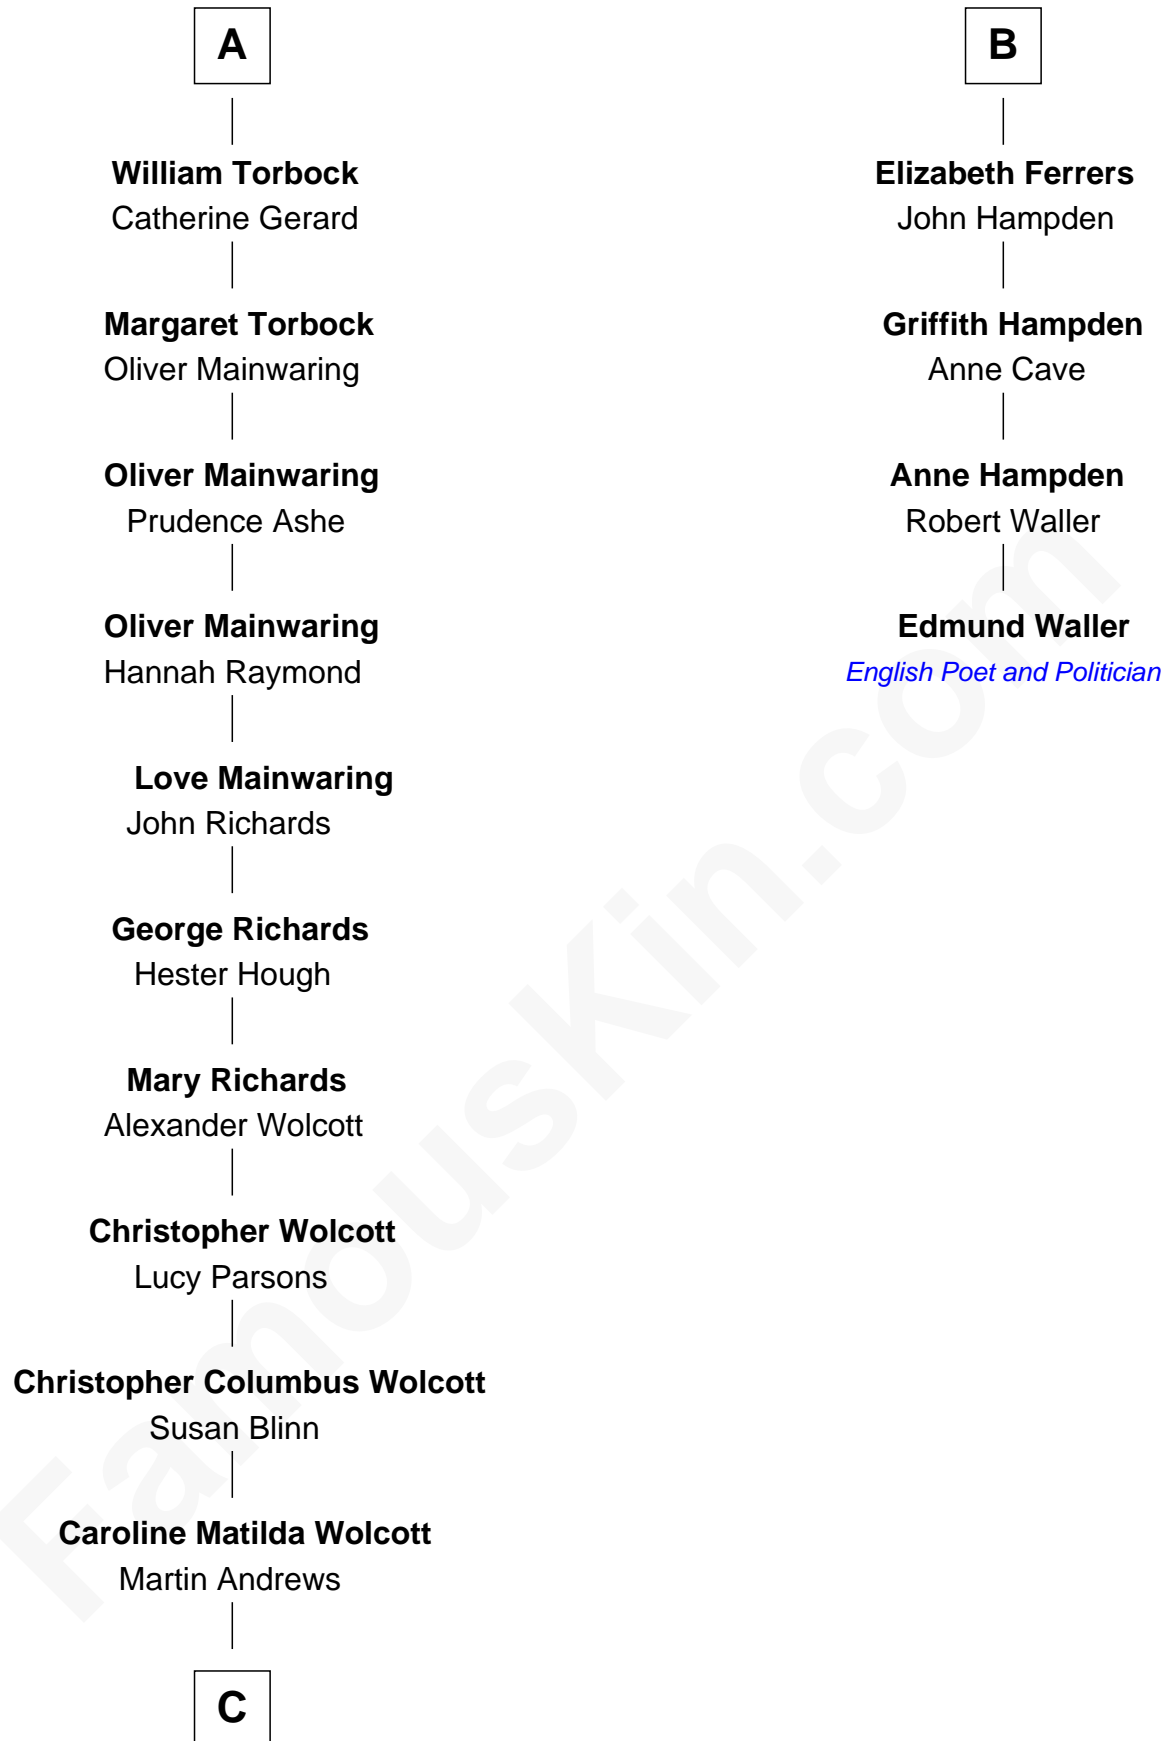 A
William Torbock
Catherine Gerard
Margaret Torbock
Oliver Mainwaring
Oliver Mainwaring
Prudence Ashe
Oliver Mainwaring
Hannah Raymond
Love Mainwaring
John Richards
George Richards
Hester Hough
Mary Richards
Alexander Wolcott
Christopher Wolcott
Lucy Parsons
Christopher Columbus Wolcott
Susan Blinn
Caroline Matilda Wolcott
Martin Andrews
C
B
Elizabeth Ferrers
John Hampden
Griffith Hampden
Anne Cave
Anne Hampden
Robert Waller
Edmund Waller
English Poet and Politician
FamousKin.com